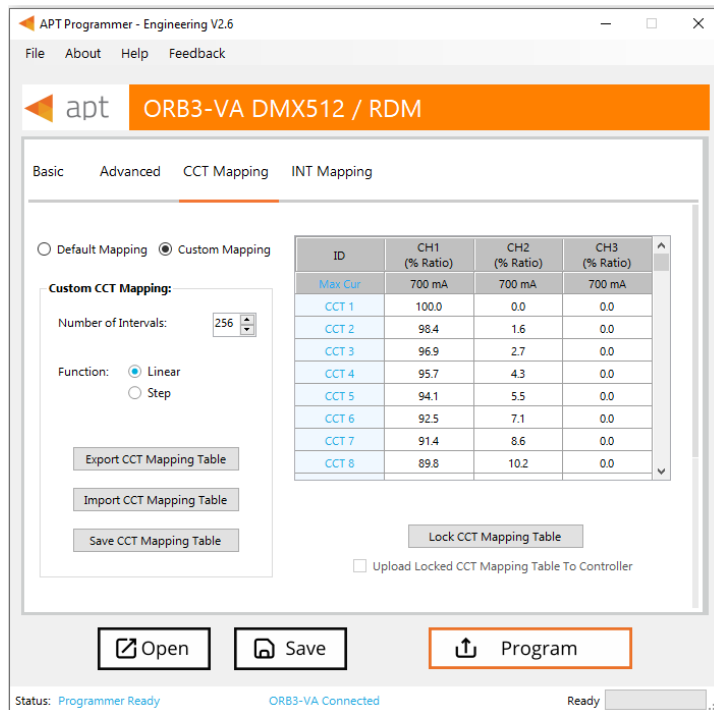 APT Programmer - Engineering V2.6
File About Help Feedback
apt ORB3-VA DMX512 / RDM
Basic Advanced CCT Mapping INT Mapping
Default Mapping Custom Mapping
Custom CCT Mapping:
Number of Intervals: 256
Function: Linear
Step
Export CCT Mapping Table
Import CCT Mapping Table
Save CCT Mapping Table
ID CH1 (% Ratio) CH2 (% Ratio) CH3 (% Ratio)
Max Cur 700 mA 700 mA 700 mA
CCT 1 100.0 0.0 0.0
CCT 2 98.4 1.6 0.0
CCT 3 96.9 2.7 0.0
CCT 4 95.7 4.3 0.0
CCT 5 94.1 5.5 0.0
CCT 6 92.5 7.1 0.0
CCT 7 91.4 8.6 0.0
CCT 8 89.8 10.2 0.0
Lock CCT Mapping Table
Upload Locked CCT Mapping Table To Controller
Open Save Program
Status: Programmer Ready ORB3-VA Connected Ready